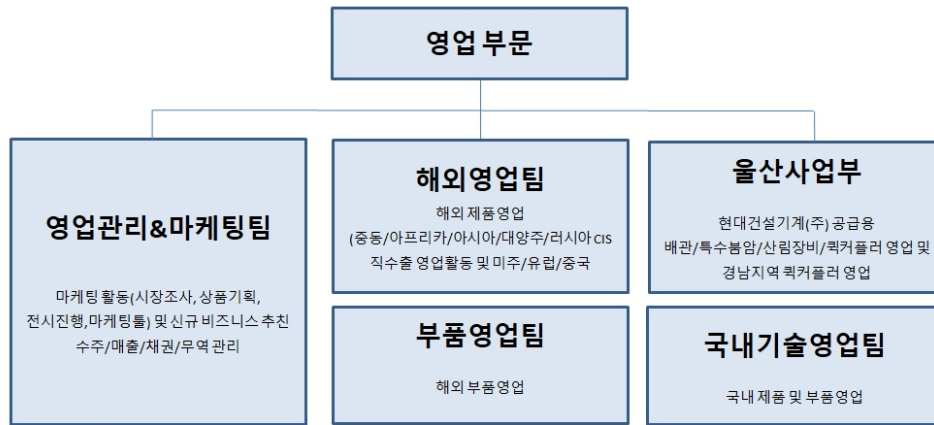 영업 부문
영업관리&마케팅팀
마케팅 활동(시장조사, 상품기획,
전시진행,마케팅툴) 및 신규 비즈니스 추친
수주/매출/채권/무역 관리
해외영업팀
해외 제품영업
(중동/아프리카/아시아/대양주/러시아 CIS
직수출 영업활동 및 미주/유럽/중국
부품영업팀
해외 부품영업
울산사업부
현대건설기계(주) 공급용
배관/특수붐암/산림장비/퀵커플러 영업 및
경남지역 퀵커플러 영업
국내기술영업팀
국내 제품 및 부품영업